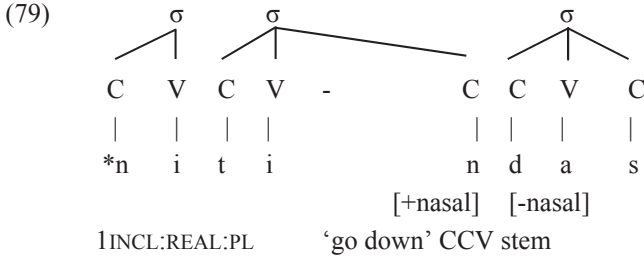 (79) σ σ σ
C V C V - C C V C
*n i t i n d a s
[+nasal] [-nasal]
1INCL:REAL:PL ‘go down’ CCV stem